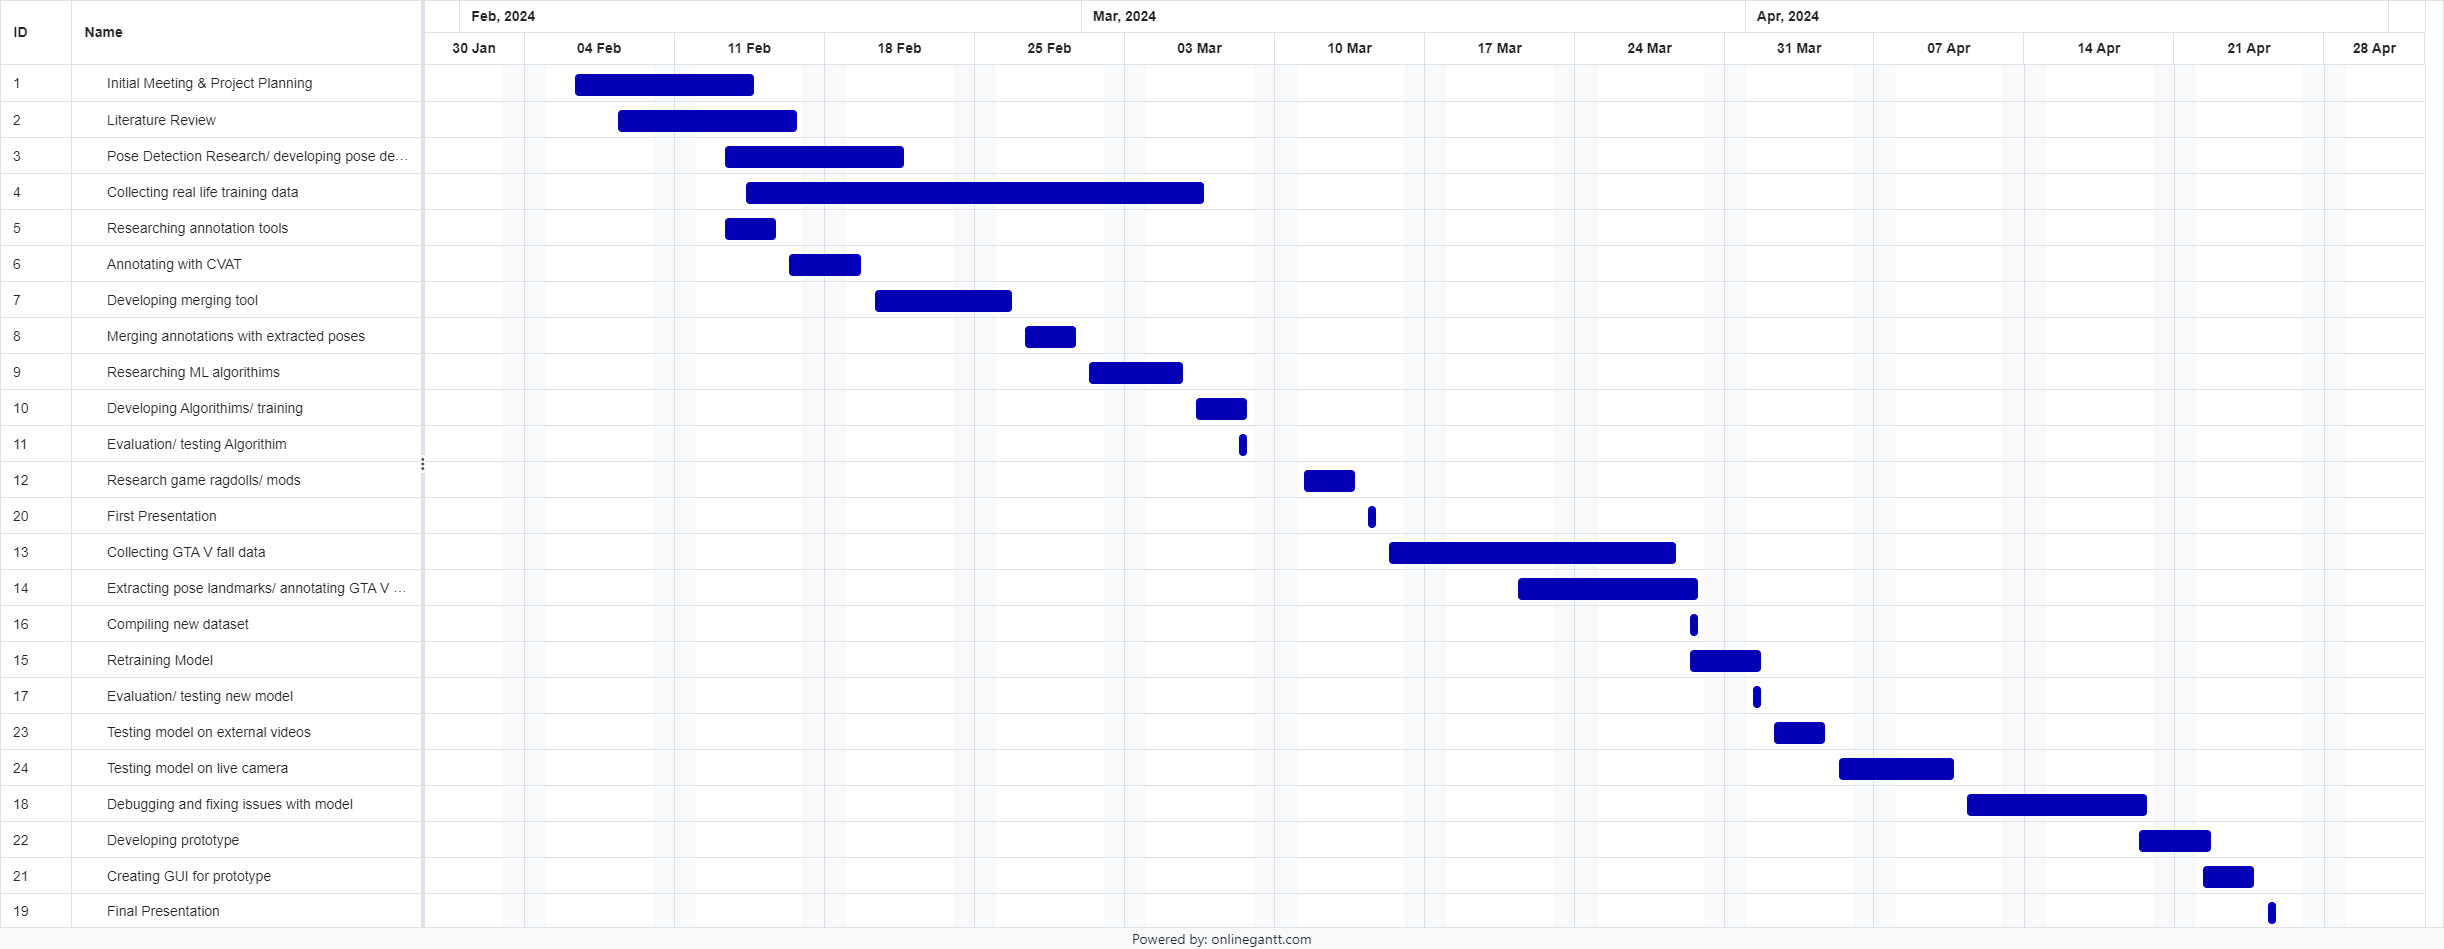 ID Name Feb, 2024 Mar, 2024 Apr, 2024
30 Jan 04 Feb 11 Feb 18 Feb 25 Feb 03 Mar 10 Mar 17 Mar 24 Mar 31 Mar 07 Apr 14 Apr 21 Apr 28 Apr
1 Initial Meeting & Project Planning
2 Literature Review
3 Pose Detection Research/ developing pose de...
4 Collecting real life training data
5 Researching annotation tools
6 Annotating with CVAT
7 Developing merging tool
8 Merging annotations with extracted poses
9 Researching ML algorithims
10 Developing Algorithims/ training
11 Evaluation/ testing Algorithim
12 Research game ragdolls/ mods
20 First Presentation
13 Collecting GTA V fall data
14 Extracting pose landmarks/ annotating GTA V ...
16 Compiling new dataset
15 Retraining Model
17 Evaluation/ testing new model
23 Testing model on external videos
24 Testing model on live camera
18 Debugging and fixing issues with model
22 Developing prototype
21 Creating GUI for prototype
19 Final Presentation
Powered by: onlinegantt.com